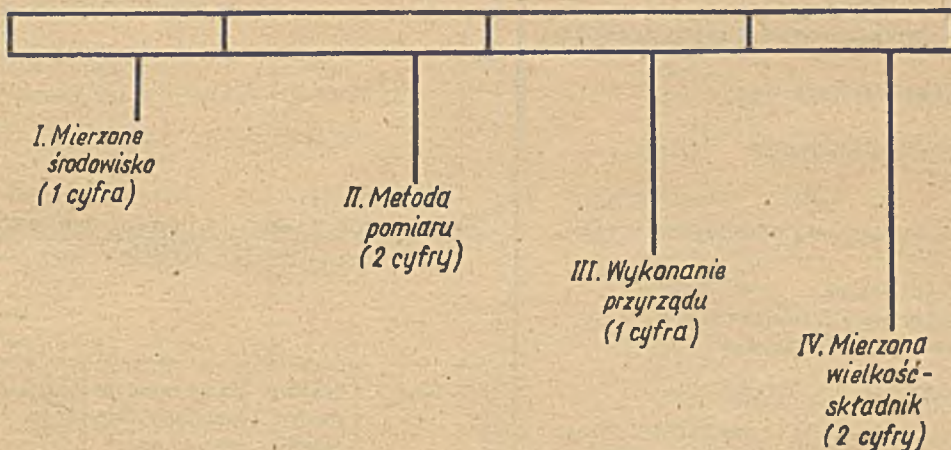 I. Mierzone
środowisko
(1 cyfra)
II. Metoda
pomiaru
(2 cyfry)
III. Wykonanie
przyrządu
(1 cyfra)
IV. Mierzona
wielkość-
składnik
(2 cyfry)